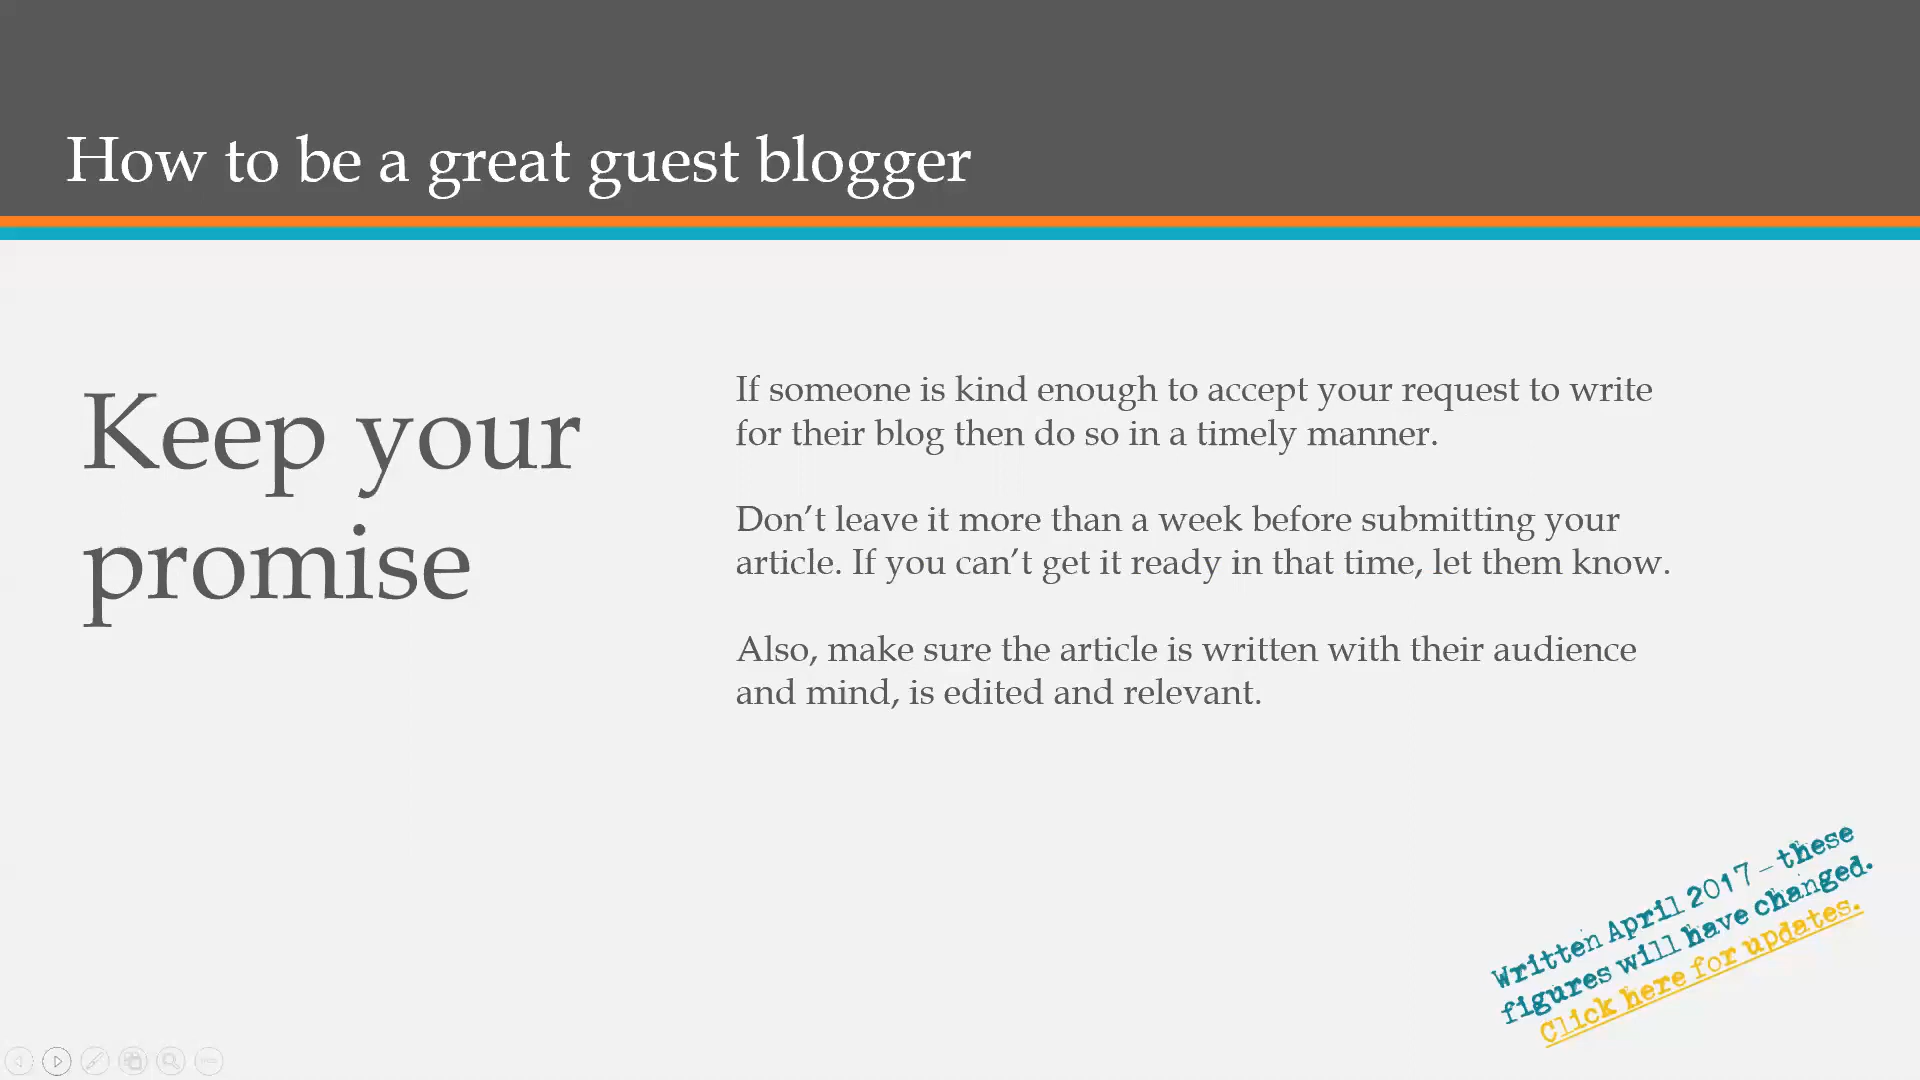 How to be a great guest blogger
Keep your
promise
If someone is kind enough to accept your request to write
for their blog then do so in a timely manner.
Don’t leave it more than a week before submitting your
article. If you can’t get it ready in that time, let them know.
Also, make sure the article is written with their audience
and mind, is edited and relevant.
Written April 2017 – these
figures will have changed.
Click here for updates.